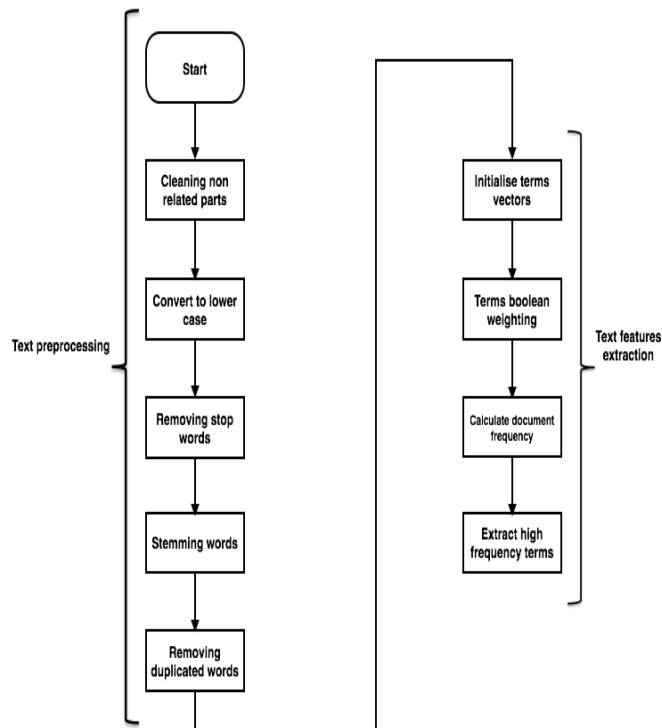 Start
Cleaning non
related parts
Convert to lower
case
Text preprocessing
Removing stop
words
Stemming words
Removing
duplicated words
Initialise terms
vectors
Terms boolean
weighting
Text features
extraction
Calculate document
frequency
Extract high
frequency terms